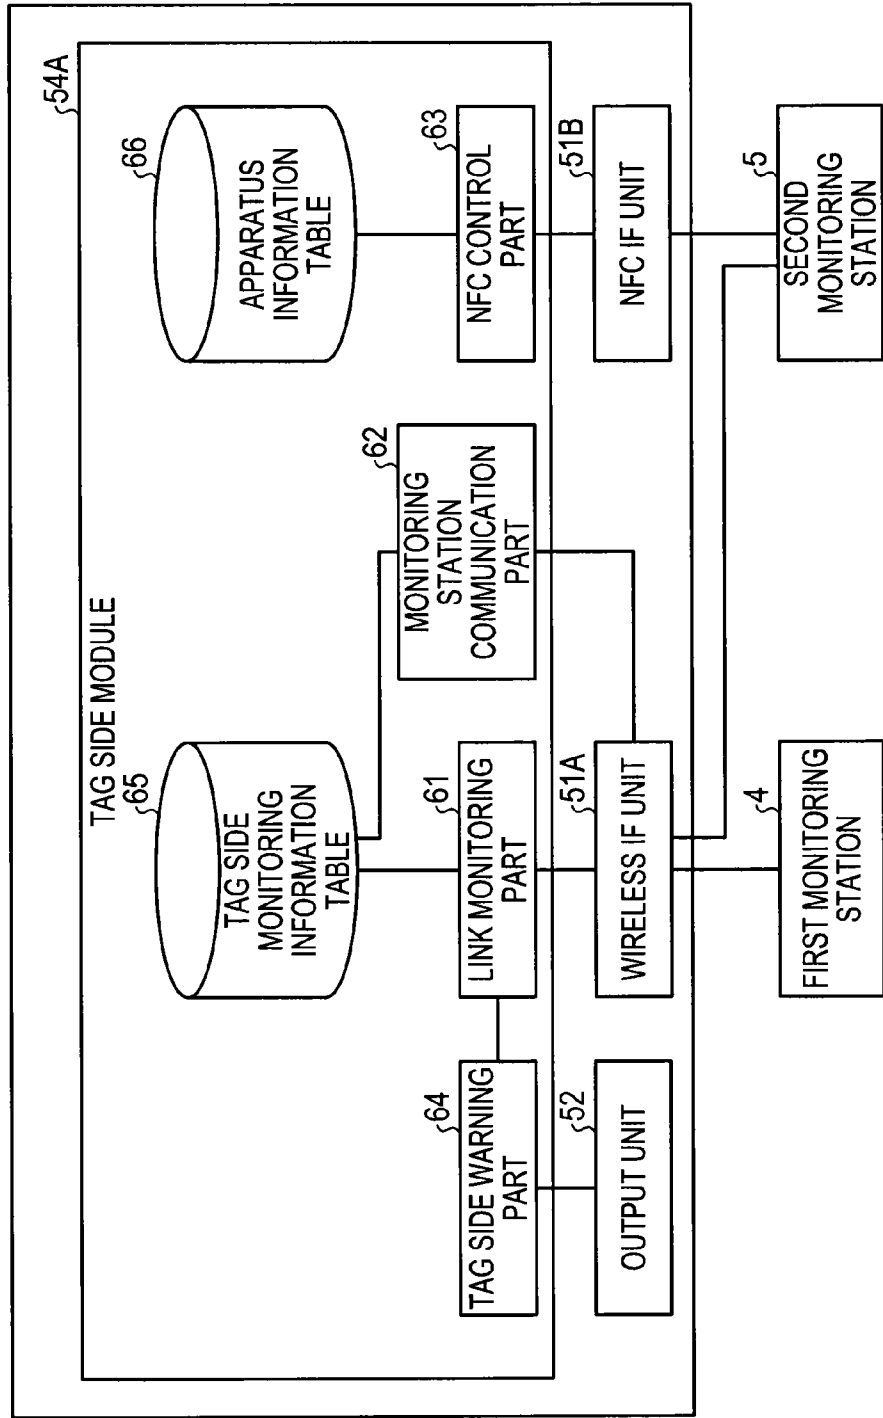 TAG SIDE MODULE
54A
65
TAG SIDE
MONITORING
INFORMATION
TABLE
66
APPARATUS
INFORMATION
TABLE
62
MONITORING
STATION
COMMUNICATION
PART
64
TAG SIDE WARNING
PART
61
LINK MONITORING
PART
63
NFC CONTROL
PART
52
OUTPUT UNIT
51A
WIRELESS IF UNIT
51B
NFC IF UNIT
4
FIRST MONITORING
STATION
5
SECOND
MONITORING
STATION